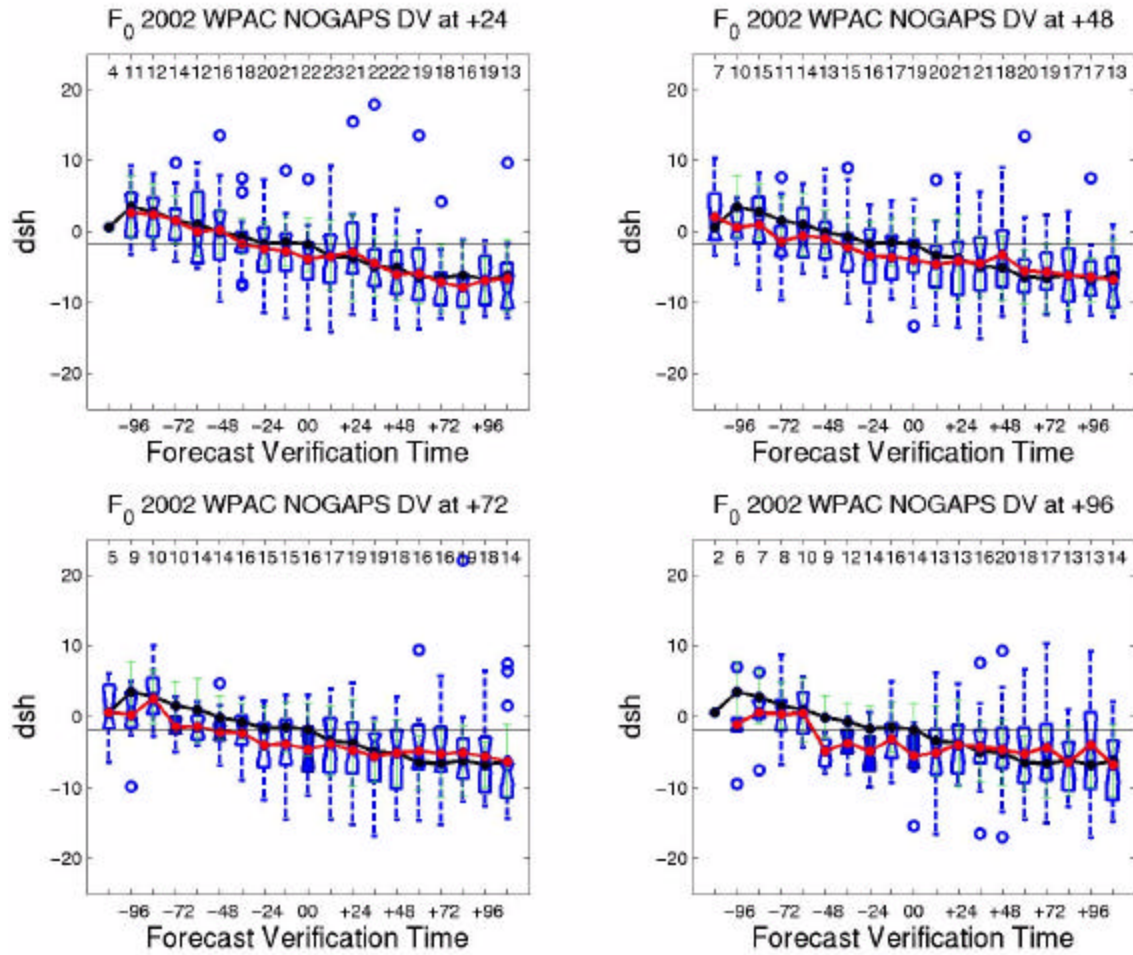 F0 2002 WPAC NOGAPS DV at +24
4 11 12 14 12 16 18 20 21 22 23 21 22 22 19 18 16 19 13
20
10
0
−10
−20
dsh
−96 −72 −48 −24 00 +24 +48 +72 +96
Forecast Verification Time
F0 2002 WPAC NOGAPS DV at +48
7 10 15 11 14 13 15 16 17 19 20 21 21 18 20 19 17 17 13
20
10
0
−10
−20
dsh
−96 −72 −48 −24 00 +24 +48 +72 +96
Forecast Verification Time
F0 2002 WPAC NOGAPS DV at +72
5 9 10 10 14 14 16 15 15 16 17 19 19 18 16 16 18 14
20
10
0
−10
−20
dsh
−96 −72 −48 −24 00 +24 +48 +72 +96
Forecast Verification Time
F0 2002 WPAC NOGAPS DV at +96
2 6 7 8 10 9 12 14 16 14 13 13 16 20 18 17 13 13 14
20
10
0
−10
−20
dsh
−96 −72 −48 −24 00 +24 +48 +72 +96
Forecast Verification Time